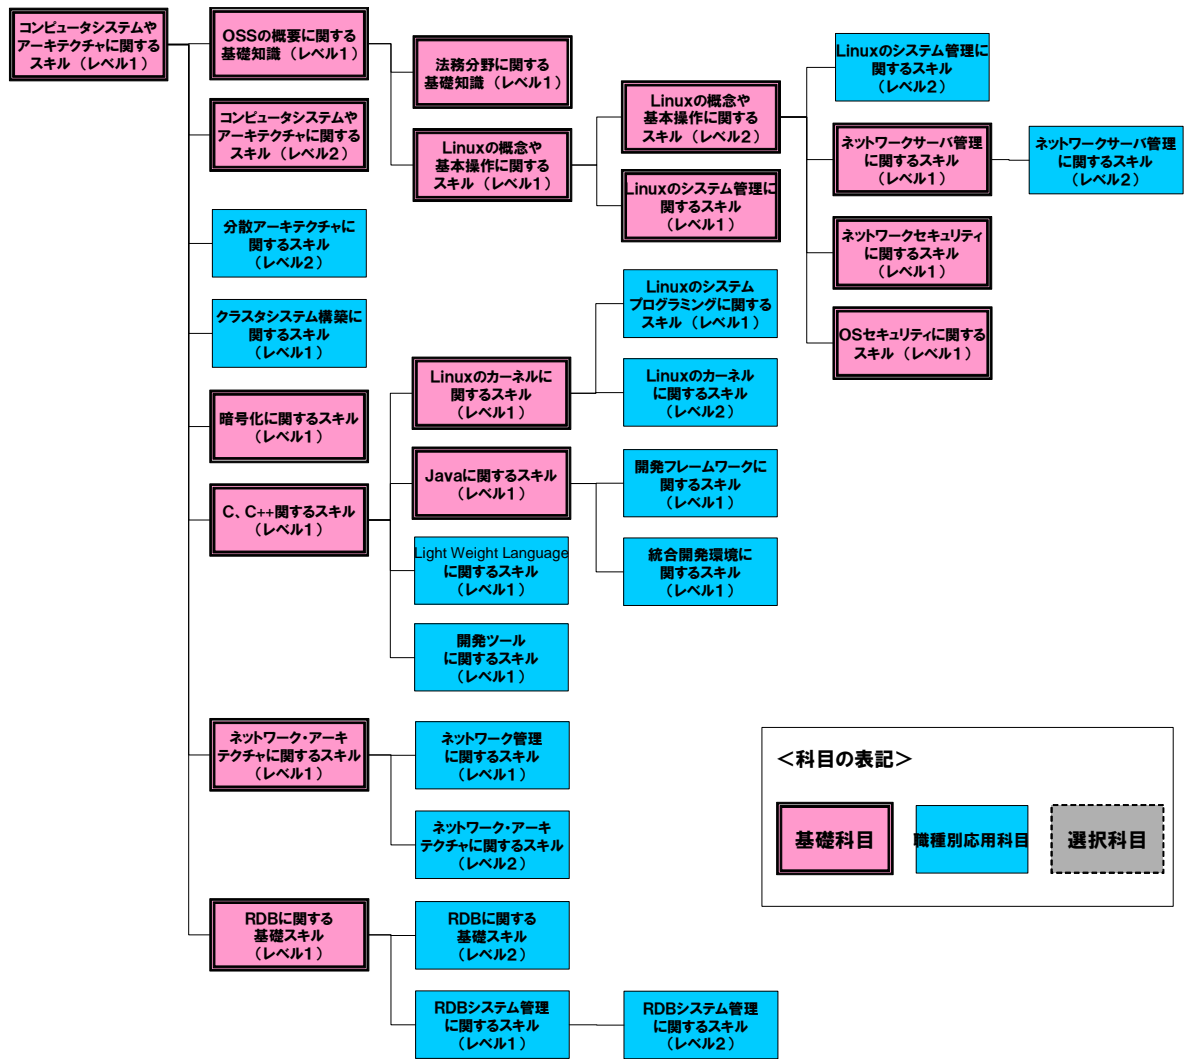 コンピュータシステムや
アーキテクチャに関する
スキル（レベル1）
OSSの概要に関する
基礎知識（レベル1）
コンピュータシステムや
アーキテクチャに関する
スキル（レベル2）
法務分野に関する
基礎知識（レベル1）
Linuxの概念や
基本操作に関する
スキル（レベル1）
Linuxの概念や
基本操作に関する
スキル（レベル2）
Linuxのシステム管理に
関するスキル
（レベル1）
Linuxのシステム管理に
関するスキル
（レベル2）
ネットワークサーバ管理
に関するスキル
（レベル1）
ネットワークサーバ管理
に関するスキル
（レベル2）
ネットワークセキュリティ
に関するスキル
（レベル1）
OSセキュリティに関する
スキル（レベル1）
分散アーキテクチャに
関するスキル
（レベル2）
クラスタシステム構築に
関するスキル
（レベル1）
暗号化に関するスキル
（レベル1）
C、C++関するスキル
（レベル1）
Linuxのカーネルに
関するスキル
（レベル1）
Linuxのシステム
プログラミングに関する
スキル（レベル1）
Linuxのカーネル
に関するスキル
（レベル2）
Javaに関するスキル
（レベル1）
開発フレームワークに
関するスキル
（レベル1）
統合開発環境に
関するスキル
（レベル1）
Light Weight Language
に関するスキル
（レベル1）
開発ツール
に関するスキル
（レベル1）
ネットワーク・アーキ
テクチャに関するスキル
（レベル1）
ネットワーク管理
に関するスキル
（レベル1）
ネットワーク・アーキ
テクチャに関するスキル
（レベル2）
RDBに関する
基礎スキル
（レベル1）
RDBに関する
基礎スキル
（レベル2）
RDBシステム管理
に関するスキル
（レベル1）
RDBシステム管理
に関するスキル
（レベル2）
＜科目の表記＞
基礎科目
職種別応用科目
選択科目